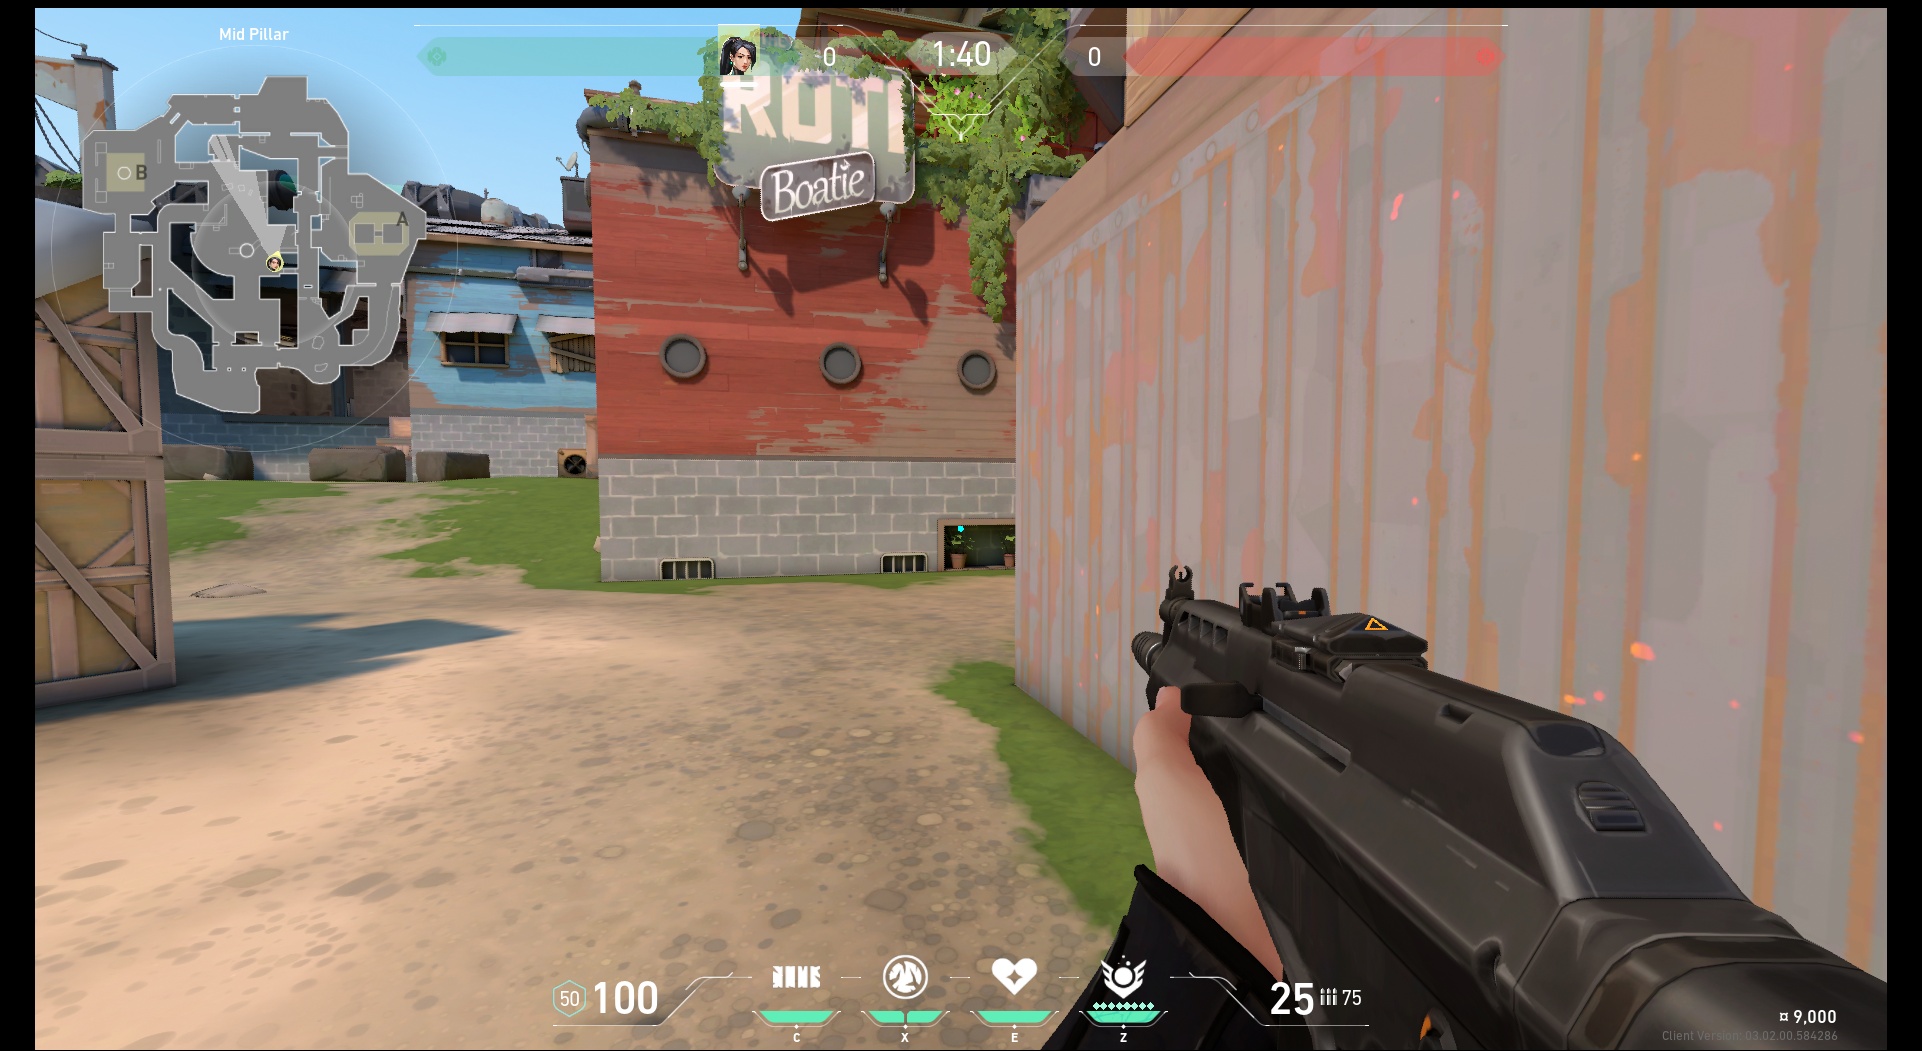 Mid Pillar
0
1:40
0
ROTI
Boatie
B
A
50 100
25 75
C X E Z
¤ 9,000
Client Version: 03.02.00.584286